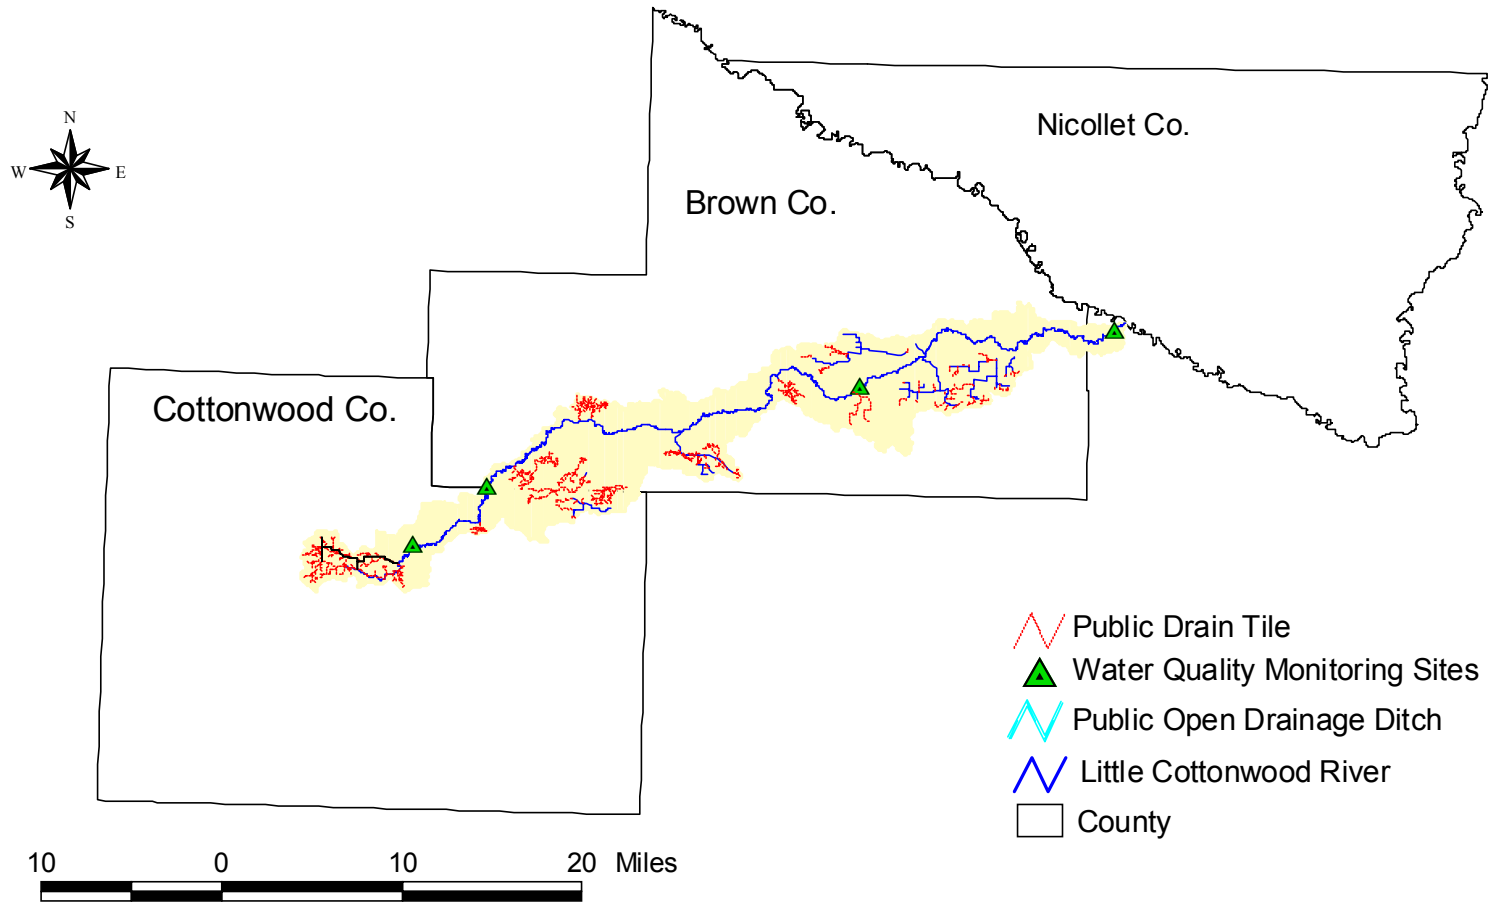 N
W E
S
Nicollet Co.
Brown Co.
Cottonwood Co.
Public Drain Tile
Water Quality Monitoring Sites
Public Open Drainage Ditch
Little Cottonwood River
County
10 0 10 20 Miles